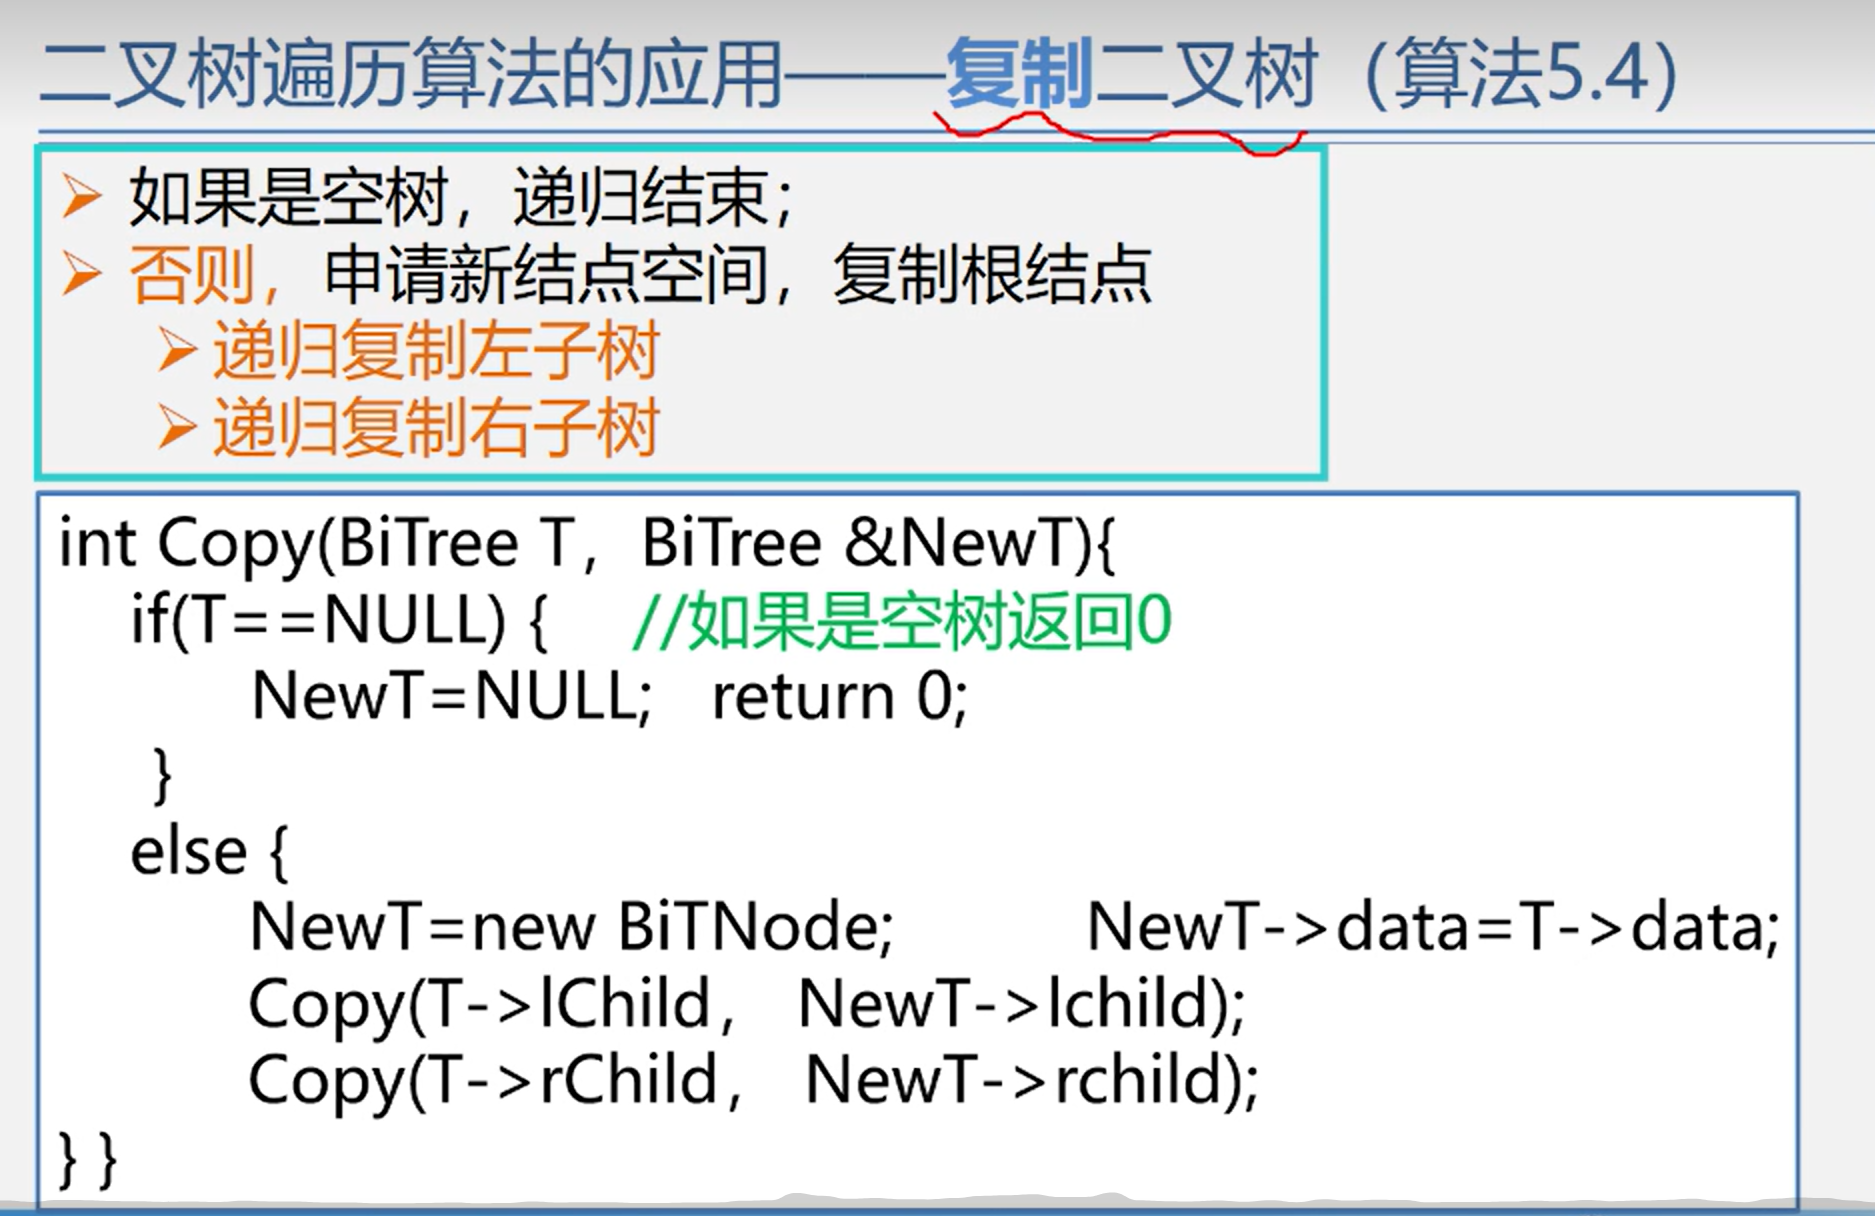 二叉树遍历算法的应用——复制二叉树（算法5.4）
如果是空树，递归结束；
否则，申请新结点空间，复制根结点
递归复制左子树
递归复制右子树
int Copy(BiTree T，BiTree &NewT){
if(T==NULL) { //如果是空树返回0
NewT=NULL; return 0;
}
else {
NewT=new BiTNode; NewT->data=T->data;
Copy(T->lChild， NewT->lchild);
Copy(T->rChild， NewT->rchild);
} }